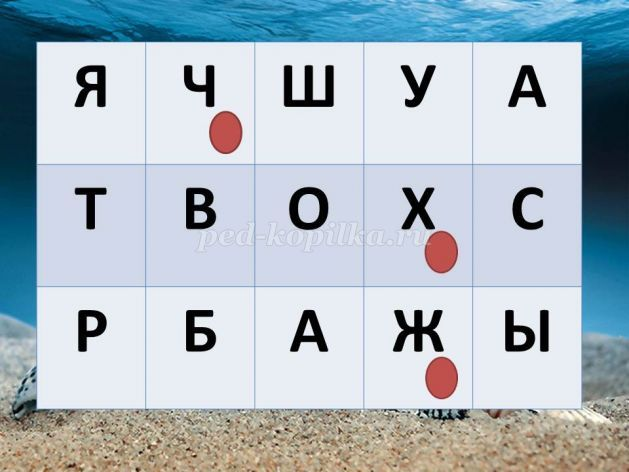 Я Ч Ш У А
Т В О Х С
ped-kopilka.ru
Р Б А Ж Ы